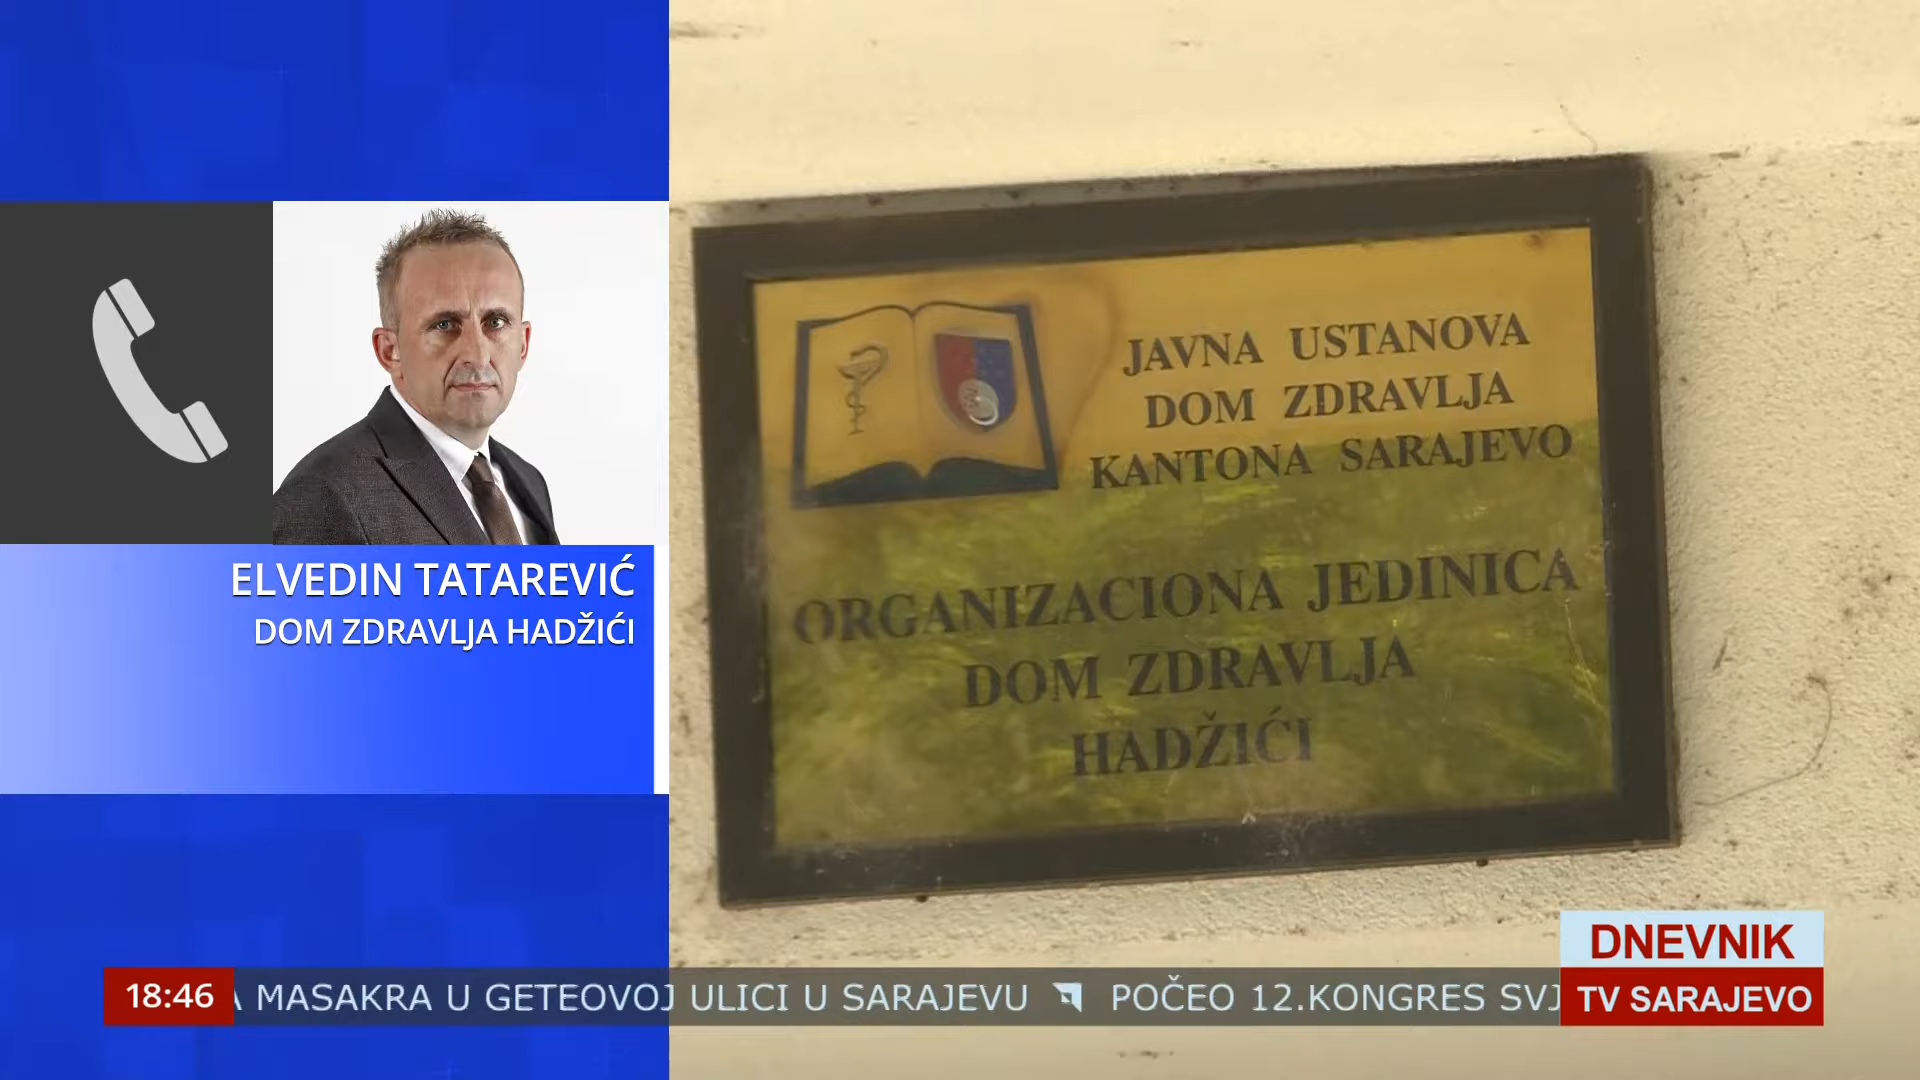 ELVEDIN TATAREVIĆ
DOM ZDRAVLJA HADŽIĆI
JAVNA USTANOVA
DOM ZDRAVLJA
KANTONA SARAJEVO
ORGANIZACIONA JEDINICA
DOM ZDRAVLJA
HADŽIĆI
DNEVNIK
TV SARAJEVO
18:46
A MASAKRA U GETEOVOJ ULICI U SARAJEVU POČEO 12.KONGRES SVJ